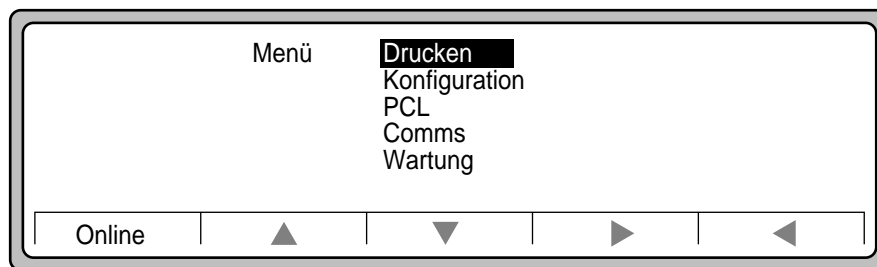 Menü Drucken
Konfiguration
PCL
Comms
Wartung
Online